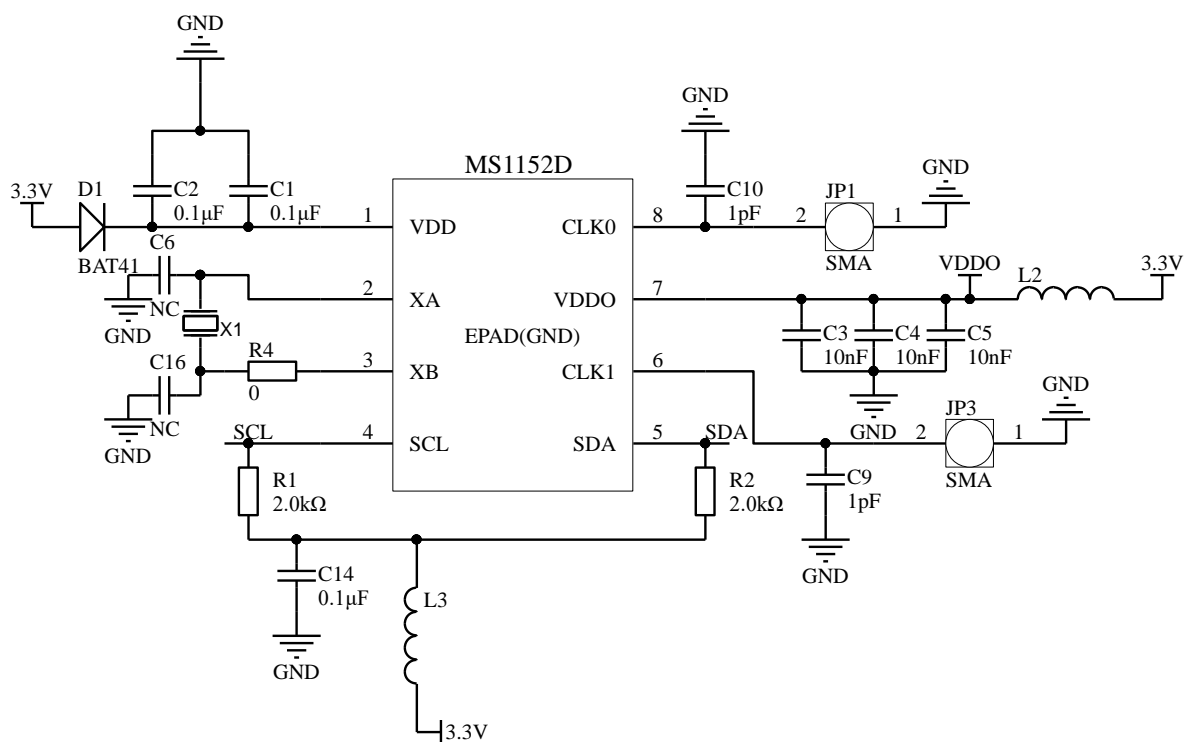 GND
GND
MS1152D
GND
3.3V
D1
C2
0.1μF
C1
0.1μF
C10
1pF
JP1
1
VDD
CLK0
8
2
1
BAT41
C6
SMA
VDDO
L2
3.3V
NC
GND
2
XA
VDDO
7
X1
EPAD(GND)
C3
10nF
C4
10nF
C5
10nF
C16
R4
0
3
XB
CLK1
6
GND
NC
GND
GND
JP3
SCL
4
SCL
SDA
5
SDA
2
1
SMA
R1
2.0kΩ
R2
2.0kΩ
C9
1pF
GND
C14
0.1μF
L3
GND
3.3V